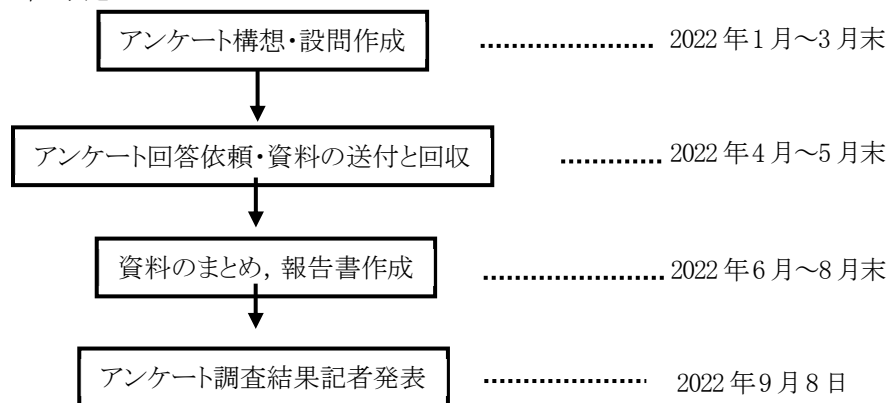 アンケート構想・設問作成 ...................... 2022年1月～3月末
アンケート回答依頼・資料の送付と回収 ............. 2022年4月～5月末
資料のまとめ, 報告書作成 ....................... 2022年6月～8月末
アンケート調査結果記者発表 ..................... 2022年9月8日